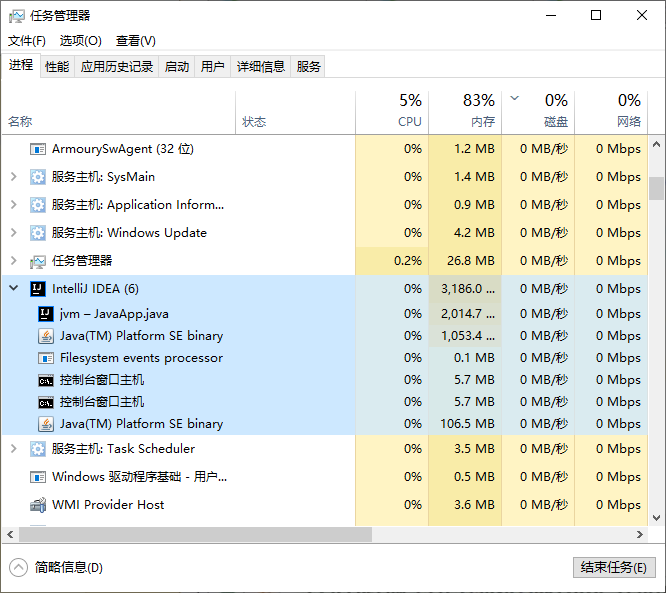 任务管理器
文件(F) 选项(O) 查看(V)
进程 性能 应用历史记录 启动 用户 详细信息 服务
5% 83% 0% 0%
名称 状态 CPU 内存 磁盘 网络
ArmourySwAgent (32 位) 0% 1.2 MB 0 MB/秒 0 Mbps
服务主机: SysMain 0% 1.4 MB 0 MB/秒 0 Mbps
服务主机: Application Inform... 0% 0.9 MB 0 MB/秒 0 Mbps
服务主机: Windows Update 0% 4.2 MB 0 MB/秒 0 Mbps
任务管理器 0.2% 26.8 MB 0 MB/秒 0 Mbps
IntelliJ IDEA (6) 0% 3,186.0 ... 0 MB/秒 0 Mbps
jvm – JavaApp.java 0% 2,014.7 ... 0 MB/秒 0 Mbps
Java(TM) Platform SE binary 0% 1,053.4 ... 0 MB/秒 0 Mbps
Filesystem events processor 0% 0.1 MB 0 MB/秒 0 Mbps
控制台窗口主机 0% 5.7 MB 0 MB/秒 0 Mbps
控制台窗口主机 0% 5.7 MB 0 MB/秒 0 Mbps
Java(TM) Platform SE binary 0% 106.5 MB 0 MB/秒 0 Mbps
服务主机: Task Scheduler 0% 3.5 MB 0 MB/秒 0 Mbps
Windows 驱动程序基础 - 用户... 0% 0.5 MB 0 MB/秒 0 Mbps
WMI Provider Host 0% 3.6 MB 0 MB/秒 0 Mbps
简略信息(D) 结束任务(E)